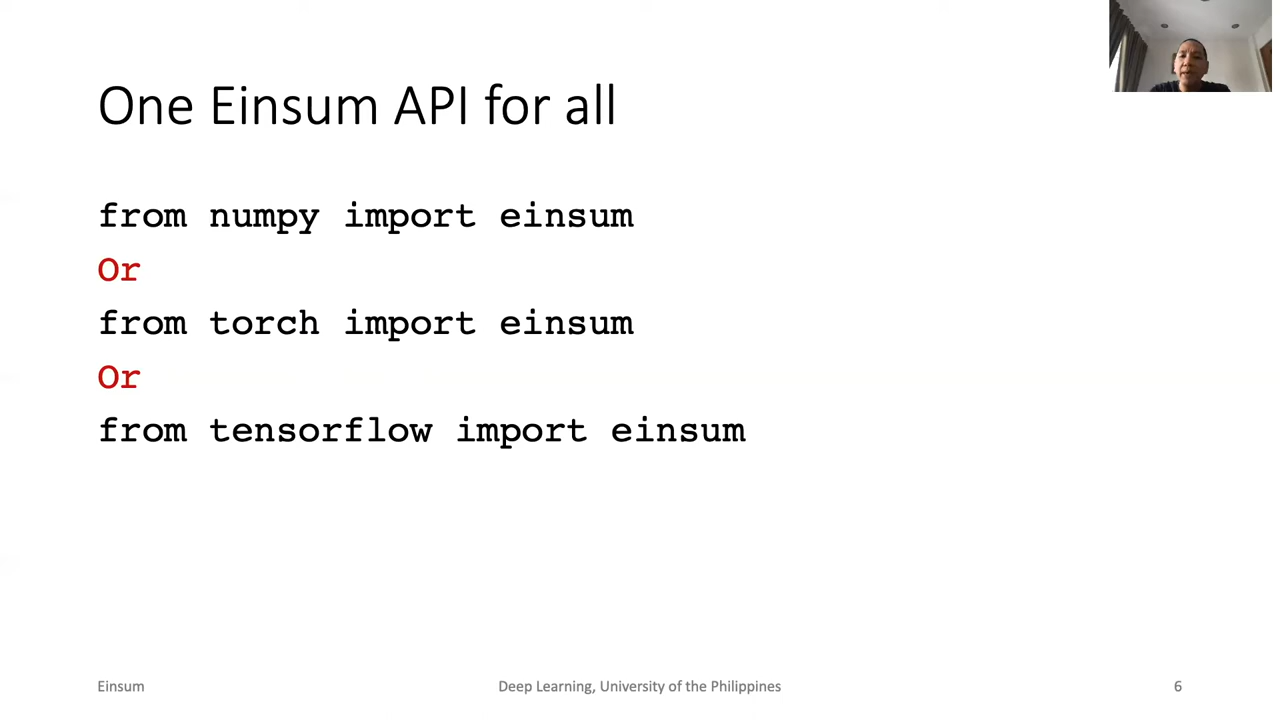 One Einsum API for all
from numpy import einsum
Or
from torch import einsum
Or
from tensorflow import einsum
Einsum
Deep Learning, University of the Philippines
6